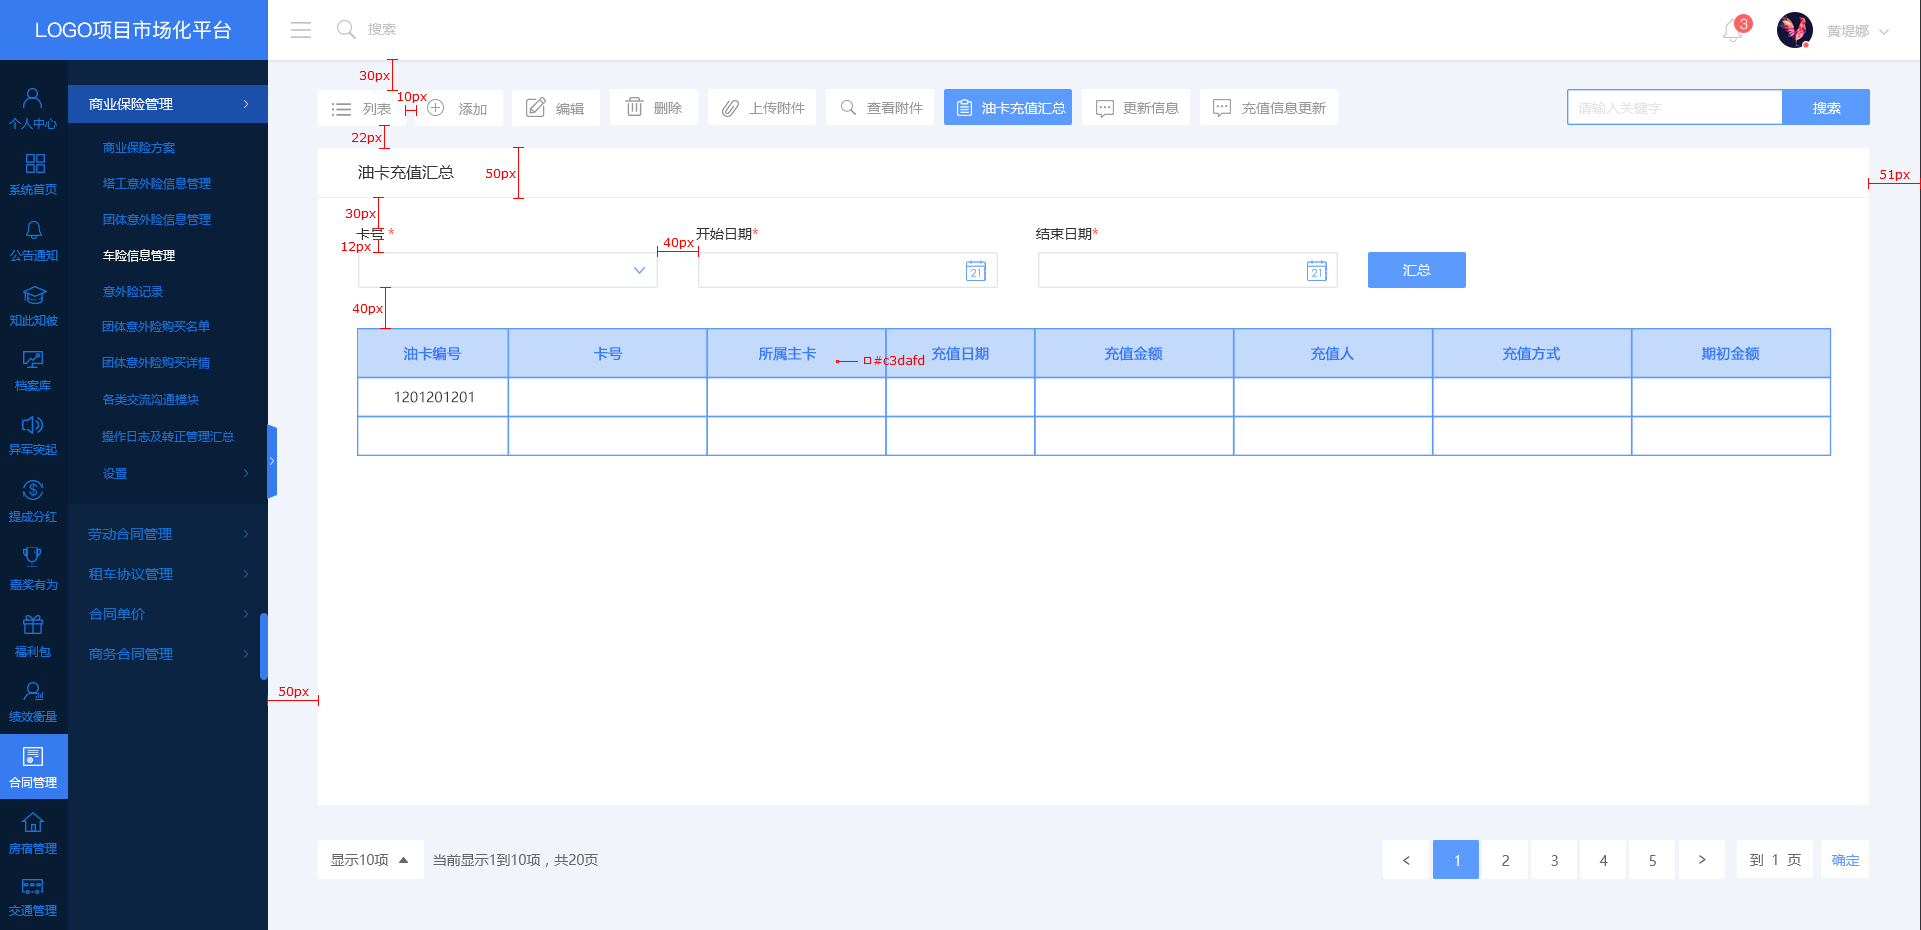 LOGO项目市场化平台
搜索
3
黄堤娜
个人中心
系统首页
公告通知
知此知彼
档案库
异军突起
提成分红
嘉奖有为
福利包
绩效衡量
合同管理
房宿管理
交通管理
商业保险管理
商业保险方案
塔工意外险信息管理
团体意外险信息管理
车险信息管理
意外险记录
团体意外险购买名单
团体意外险购买详情
各类交流沟通模块
操作日志及转正管理汇总
设置
劳动合同管理
租车协议管理
合同单价
商务合同管理
30px
列表
10px
添加
编辑
删除
上传附件
查看附件
油卡充值汇总
更新信息
充值信息更新
请输入关键字
搜索
22px
油卡充值汇总
50px
51px
30px
卡号 *
开始日期*
结束日期*
12px
40px
21
21
汇总
40px
油卡编号 卡号 所属主卡 充值日期 充值金额 充值人 充值方式 期初金额
#c3dafd
1201201201
50px
显示10项
当前显示1到10项，共20页
< 1 2 3 4 5 >
到 1 页
确定